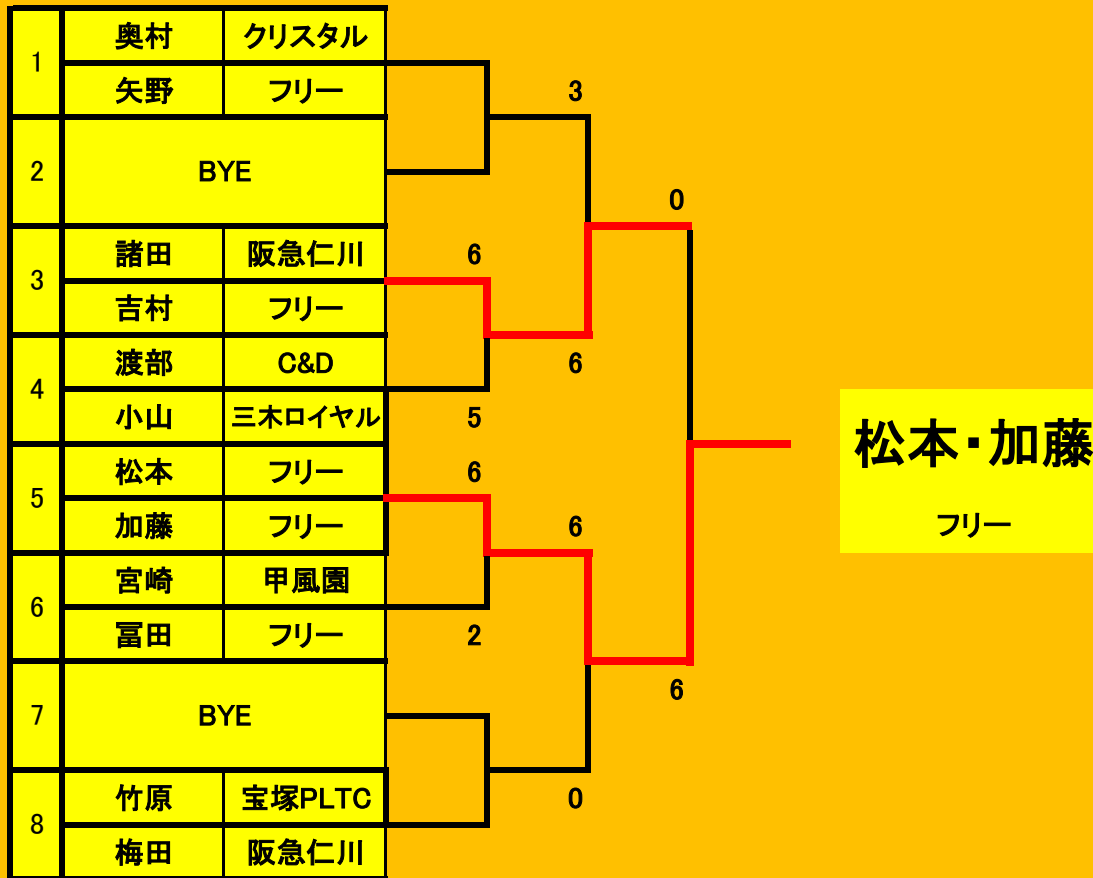 1
奥村 クリスタル
矢野 フリー
2
BYE
3
諸田 阪急仁川
吉村 フリー
4
渡部 C&D
小山 三木ロイヤル
5
松本 フリー
加藤 フリー
6
宮崎 甲風園
冨田 フリー
7
BYE
8
竹原 宝塚PLTC
梅田 阪急仁川
6
5
6
2
3
6
6
0
0
6
松本・加藤
フリー